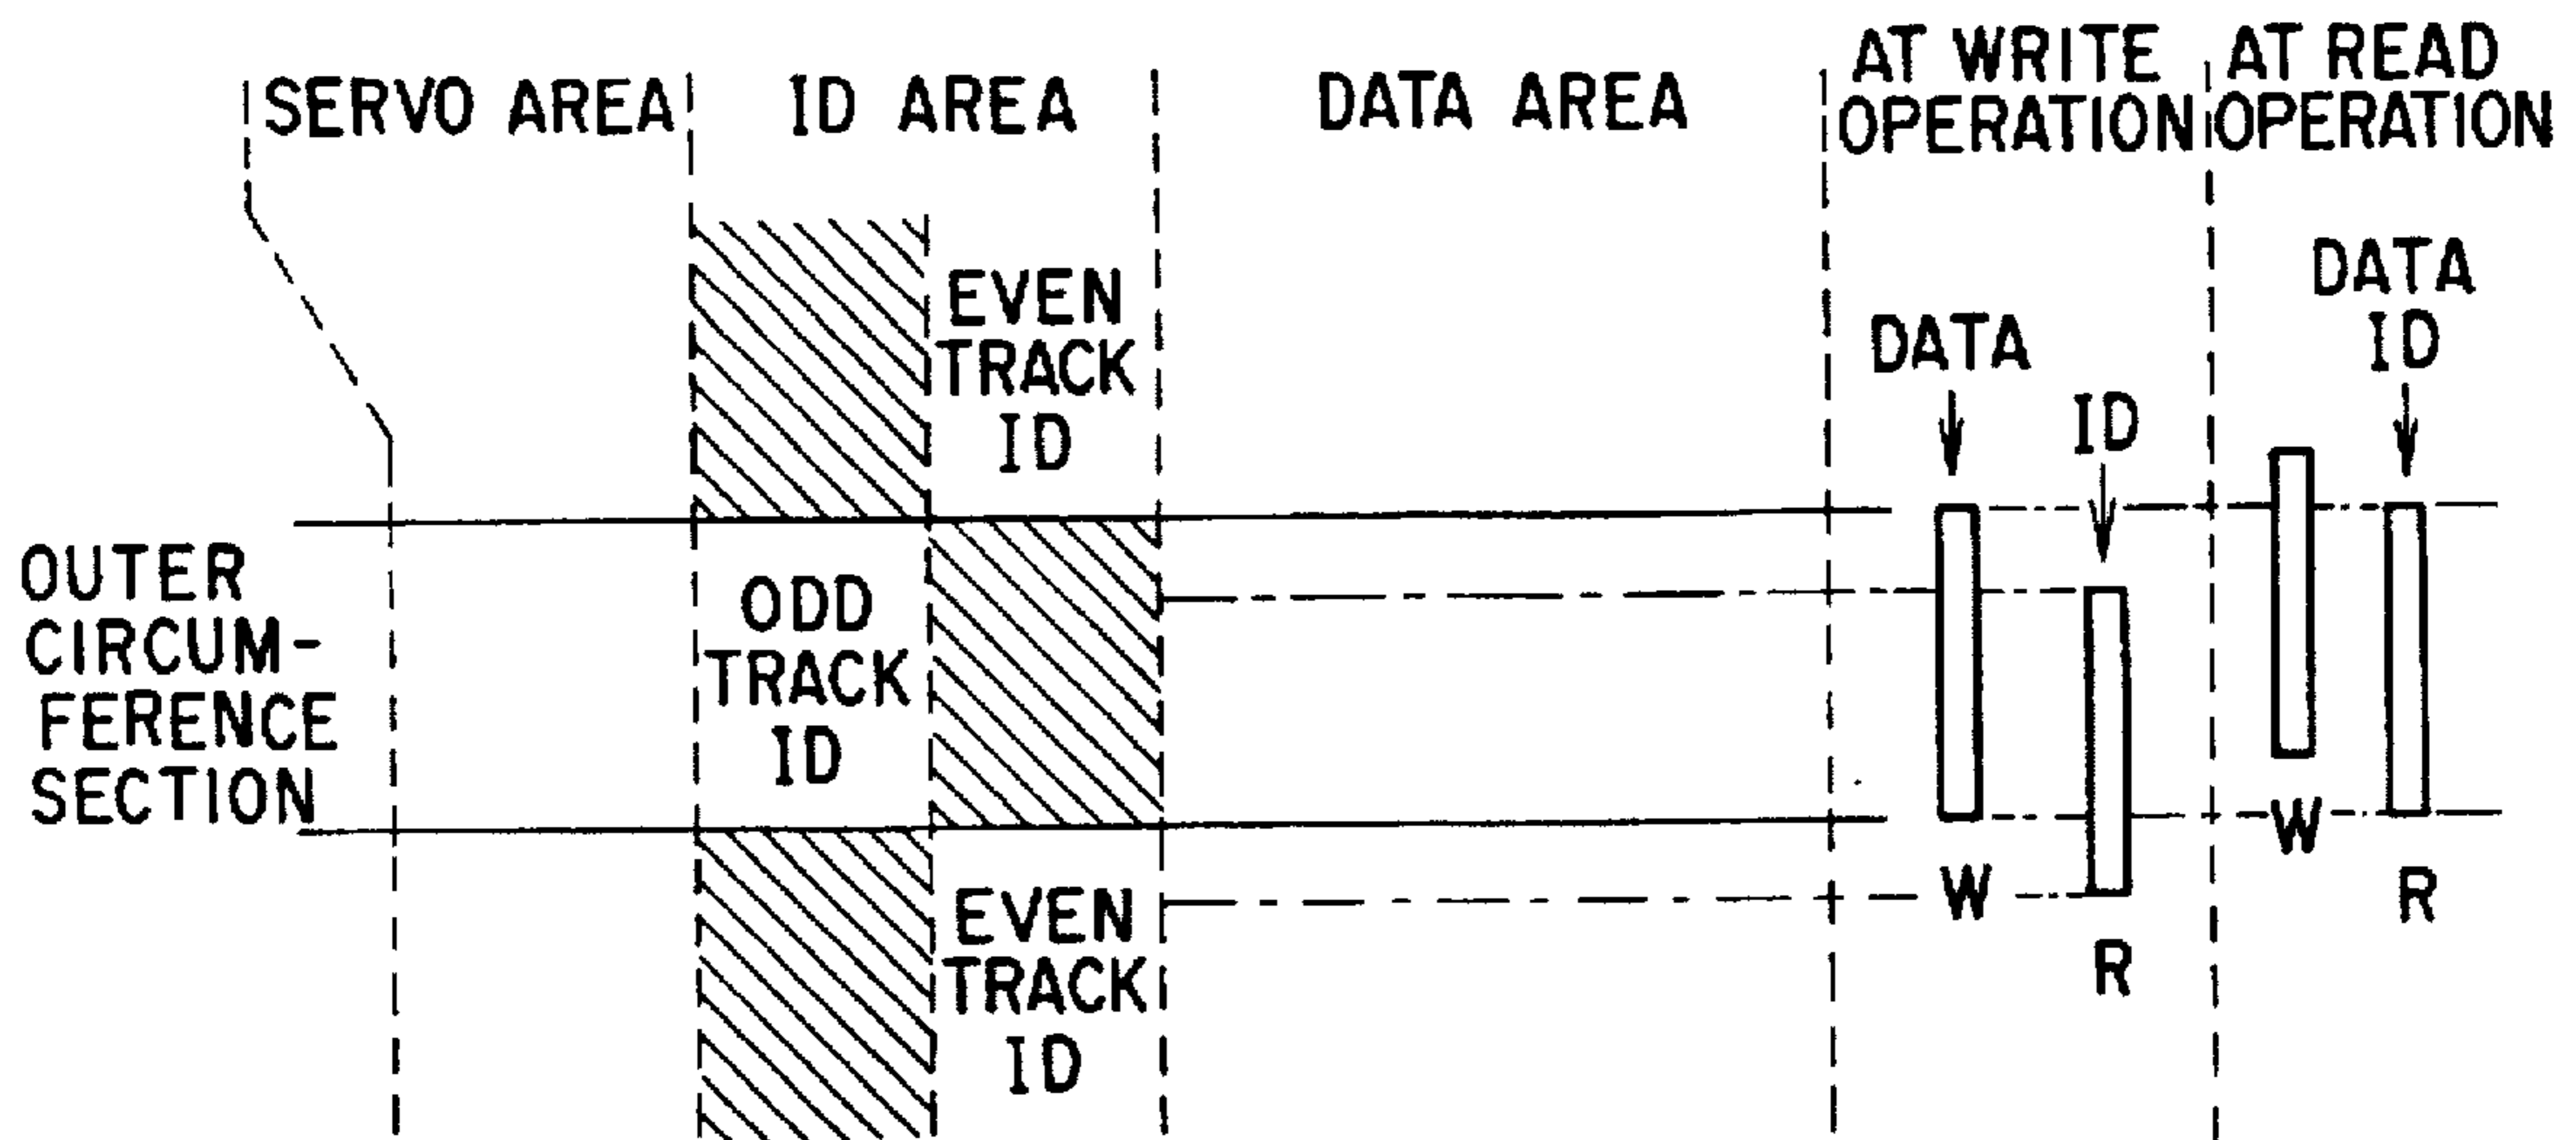 SERVO AREA
ID AREA
DATA AREA
AT WRITE
OPERATION
AT READ
OPERATION
EVEN
TRACK
ID
DATA
ID
DATA
ID
OUTER
CIRCUM-
FERENCE
SECTION
ODD
TRACK
ID
W
R
W
R
EVEN
TRACK
ID